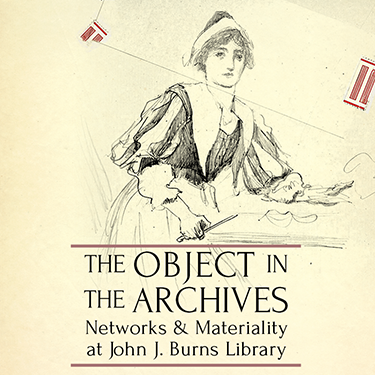 THE OBJECT IN
THE ARCHIVES
Networks & Materiality
at John J. Burns Library